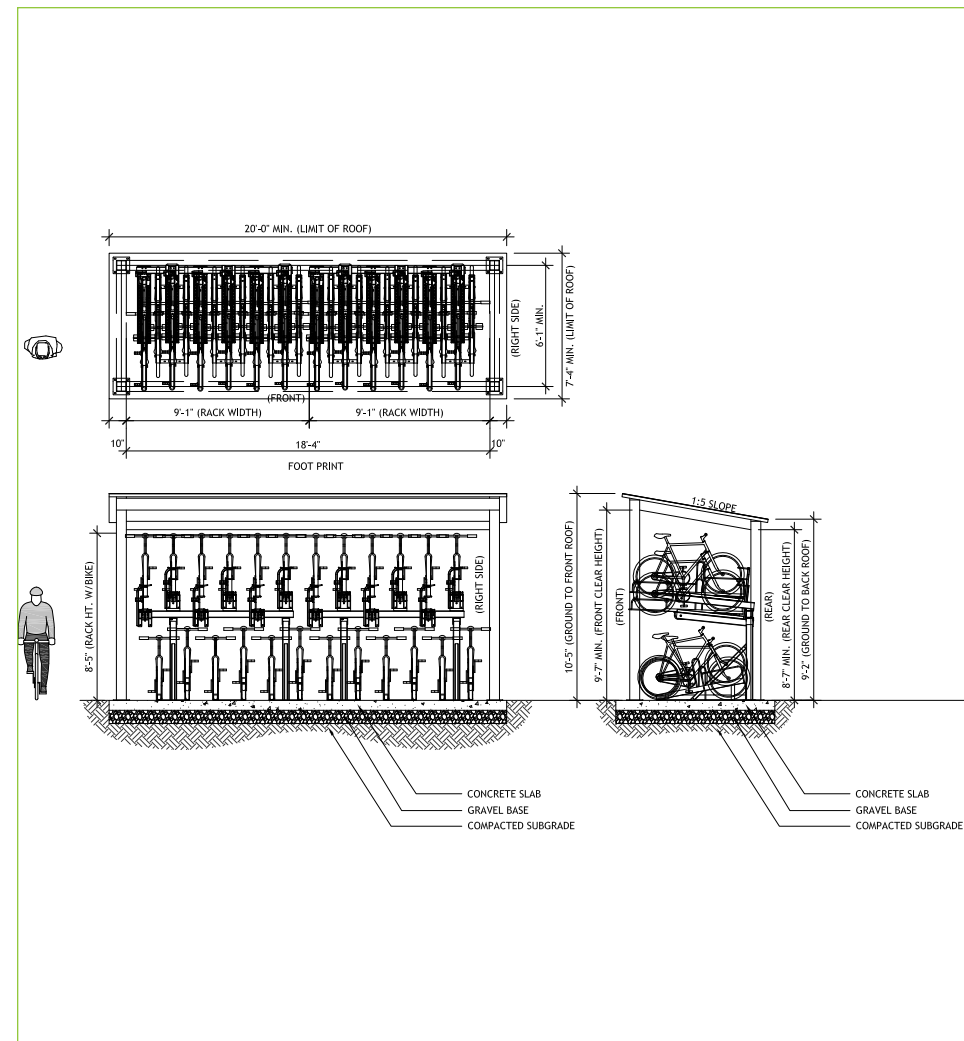 20'-0" MIN. (LIMIT OF ROOF)
(RIGHT SIDE)
6'-1" MIN.
7'-4" MIN. (LIMIT OF ROOF)
(FRONT)
9'-1" (RACK WIDTH)
9'-1" (RACK WIDTH)
10"
18'-4"
10"
FOOT PRINT
8'-5" (RACK HT. W/BIKE)
(RIGHT SIDE)
10'-5" (GROUND TO FRONT ROOF)
9'-7" MIN. (FRONT CLEAR HEIGHT)
(FRONT)
1:5 SLOPE
(REAR)
8'-7" MIN. (REAR CLEAR HEIGHT)
9'-2" (GROUND TO BACK ROOF)
CONCRETE SLAB
GRAVEL BASE
COMPACTED SUBGRADE
CONCRETE SLAB
GRAVEL BASE
COMPACTED SUBGRADE